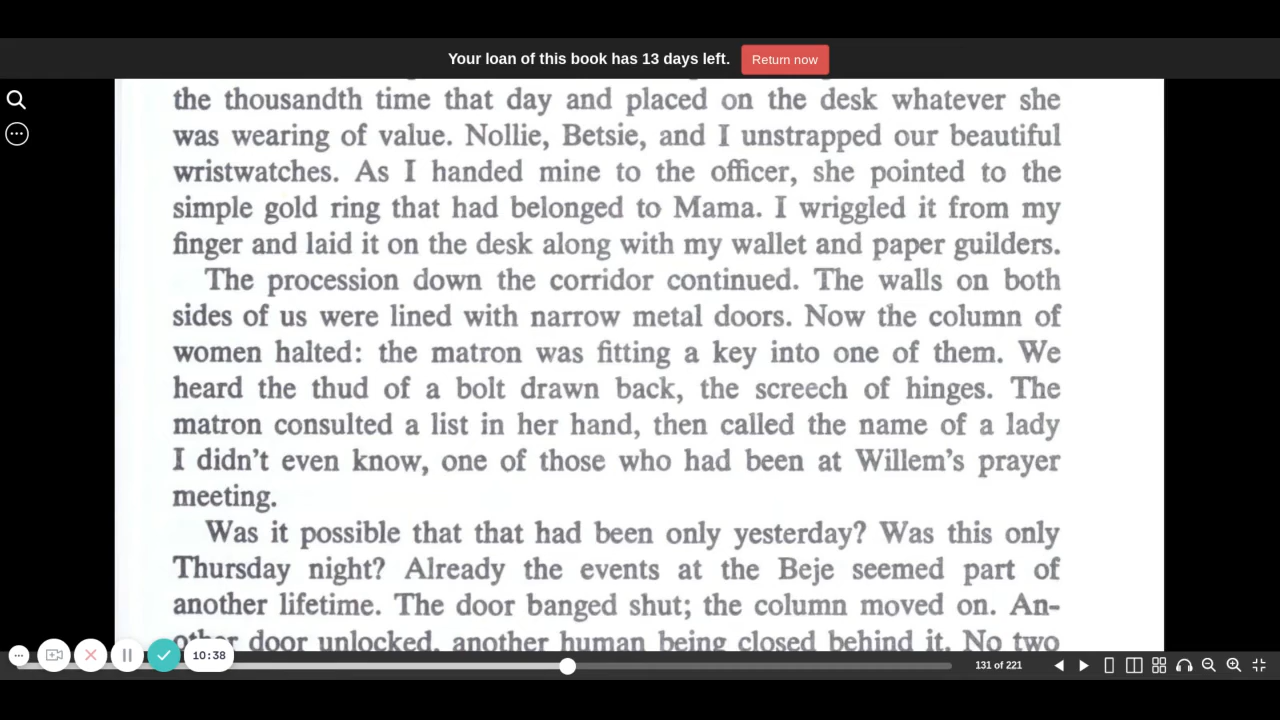 Your loan of this book has 13 days left. Return now
the thousandth time that day and placed on the desk whatever she
was wearing of value. Nollie, Betsie, and I unstrapped our beautiful
wristwatches. As I handed mine to the officer, she pointed to the
simple gold ring that had belonged to Mama. I wriggled it from my
finger and laid it on the desk along with my wallet and paper guilders.
The procession down the corridor continued. The walls on both
sides of us were lined with narrow metal doors. Now the column of
women halted: the matron was fitting a key into one of them. We
heard the thud of a bolt drawn back, the screech of hinges. The
matron consulted a list in her hand, then called the name of a lady
I didn't even know, one of those who had been at Willem's prayer
meeting.
Was it possible that that had been only yesterday? Was this only
Thursday night? Already the events at the Beje seemed part of
another lifetime. The door banged shut; the column moved on. An-
other door unlocked, another human being closed behind it. No two
10:38
131 of 221